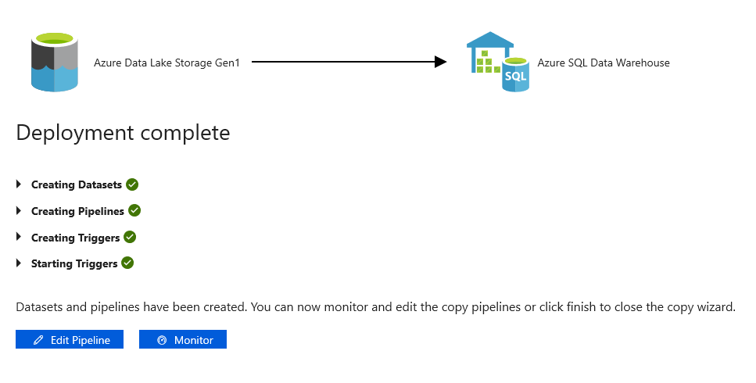 Azure Data Lake Storage Gen1
SQL
Azure SQL Data Warehouse
Deployment complete
Creating Datasets
Creating Pipelines
Creating Triggers
Starting Triggers
Datasets and pipelines have been created. You can now monitor and edit the copy pipelines or click finish to close the copy wizard.
Edit Pipeline
Monitor